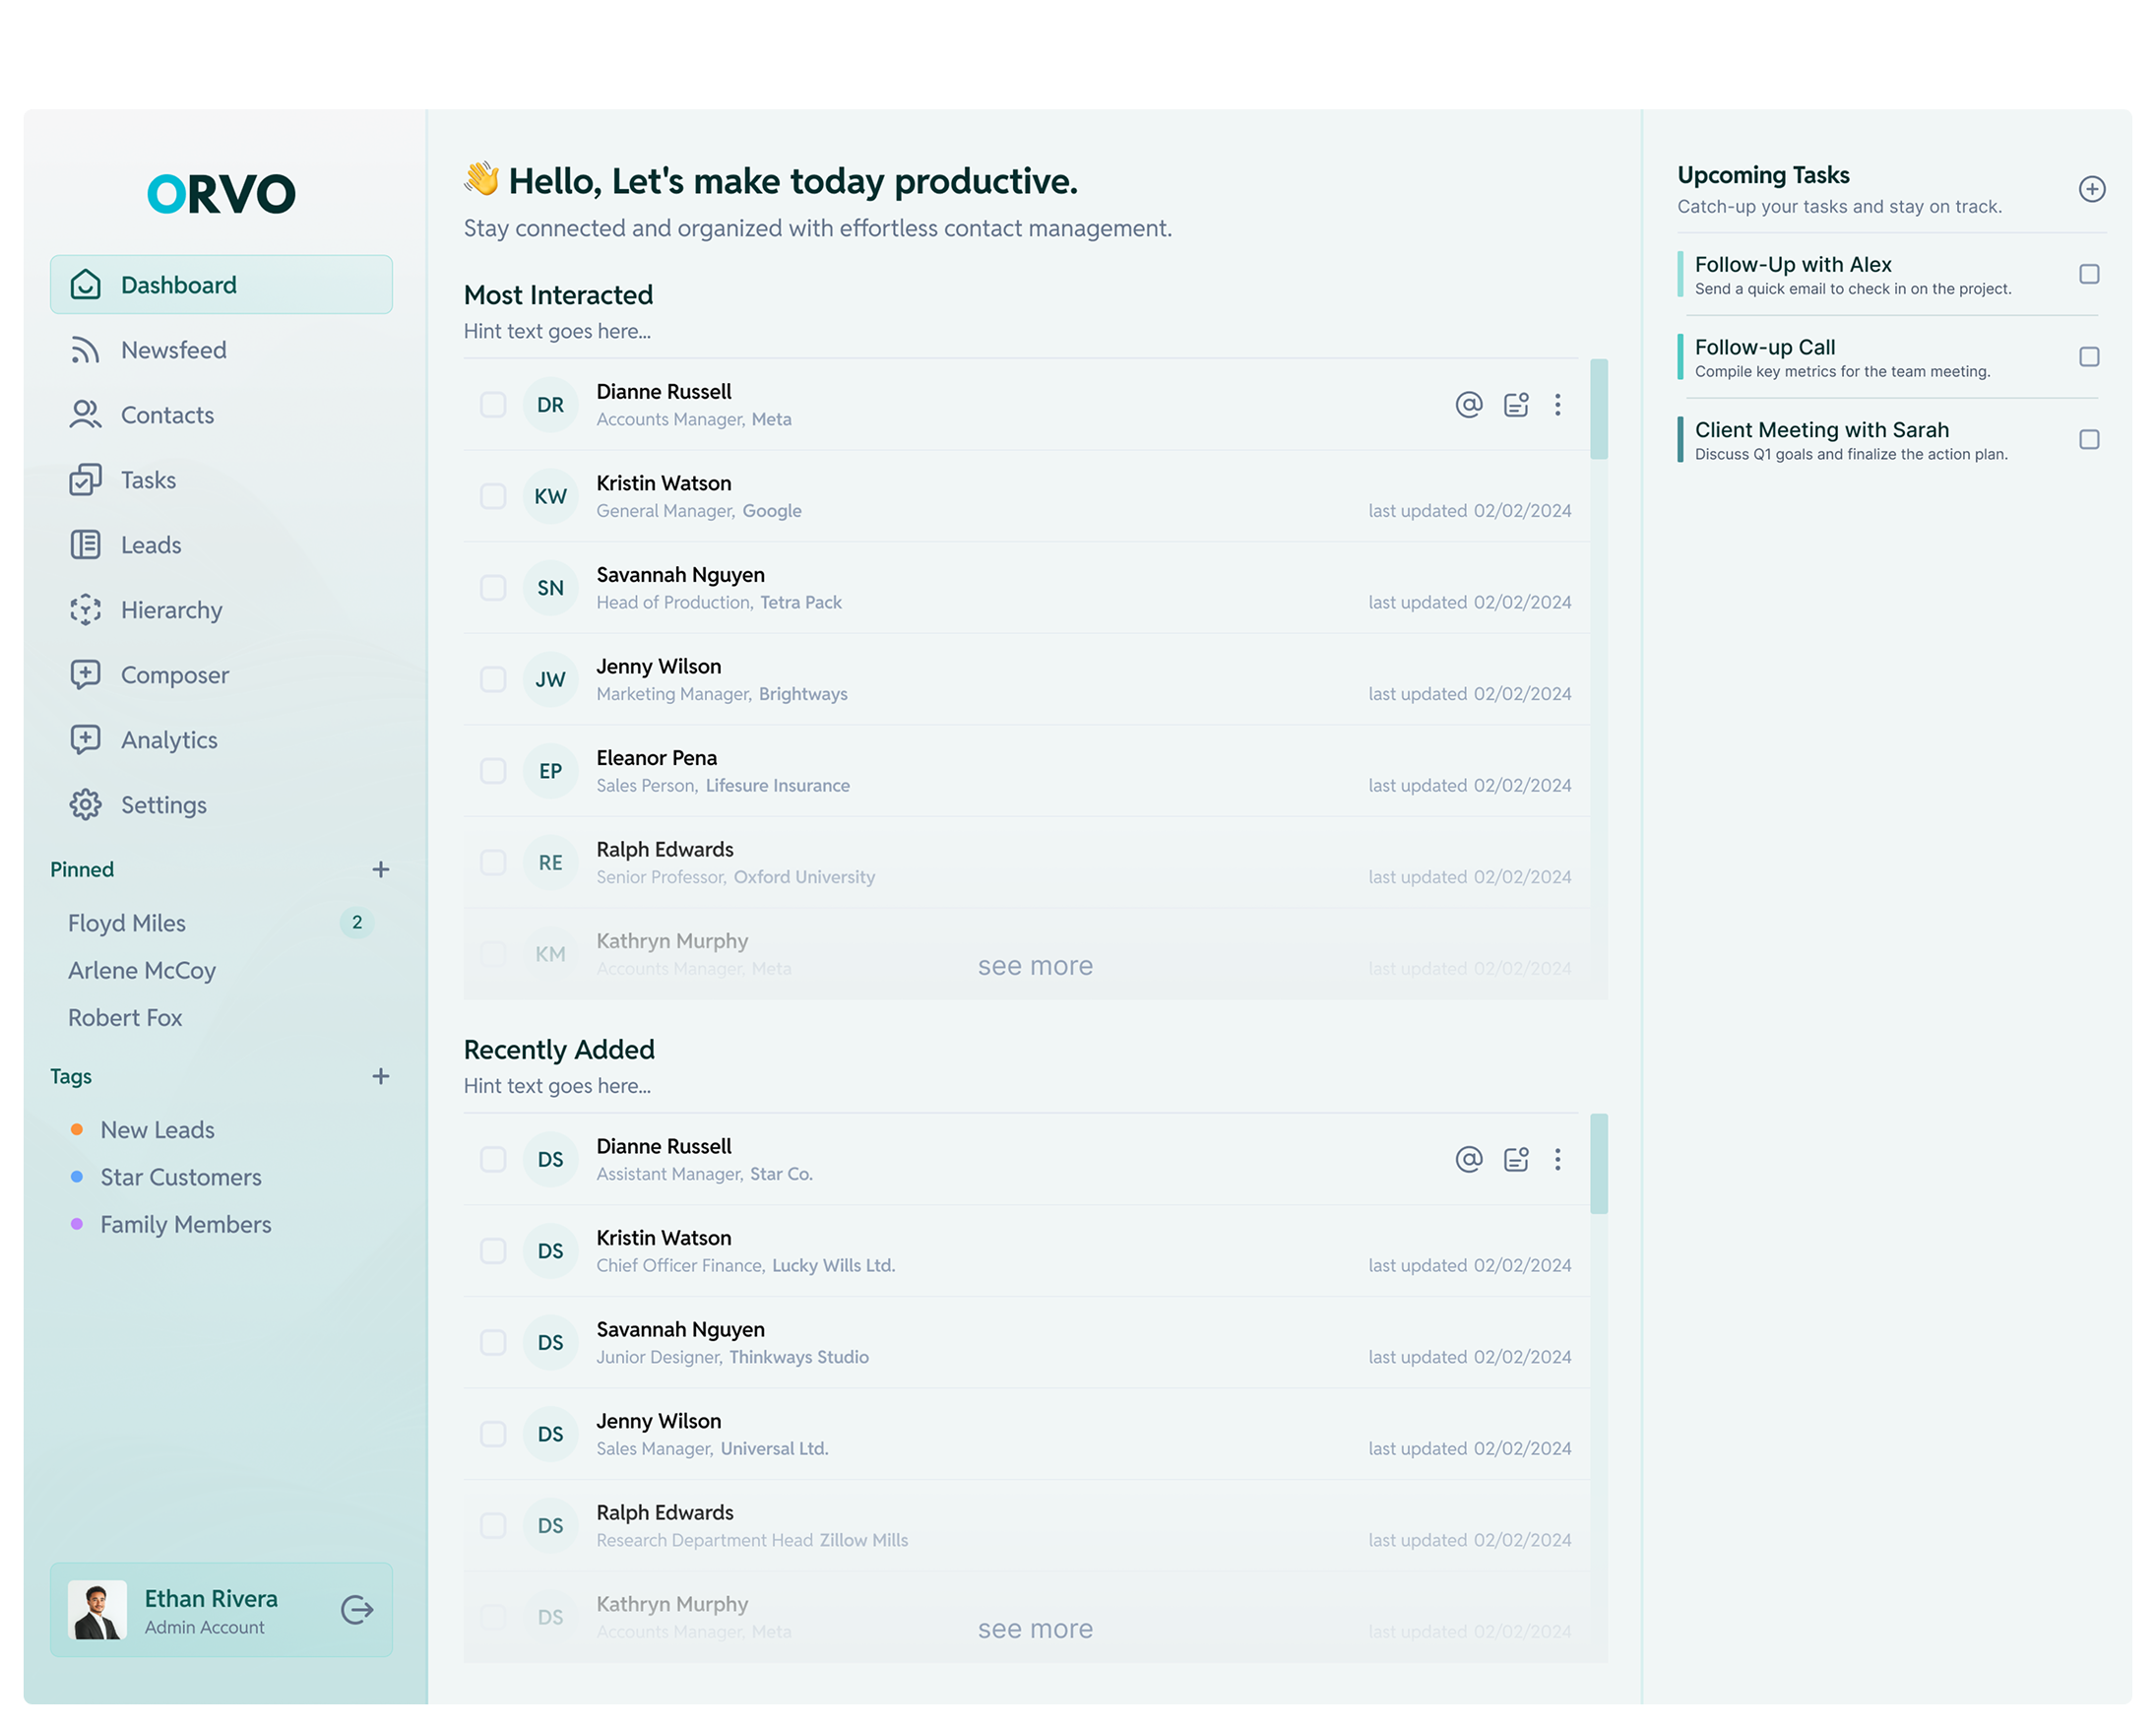 ORVO
Dashboard
Newsfeed
Contacts
Tasks
Leads
Hierarchy
Composer
Analytics
Settings
Pinned
Floyd Miles 2
Arlene McCoy
Robert Fox
Tags
New Leads
Star Customers
Family Members
Ethan Rivera
Admin Account
👋 Hello, Let's make today productive.
Stay connected and organized with effortless contact management.
Most Interacted
Hint text goes here...
DR Dianne Russell
Accounts Manager, Meta
KW Kristin Watson
General Manager, Google last updated 02/02/2024
SN Savannah Nguyen
Head of Production, Tetra Pack last updated 02/02/2024
JW Jenny Wilson
Marketing Manager, Brightways last updated 02/02/2024
EP Eleanor Pena
Sales Person, Lifesure Insurance last updated 02/02/2024
RE Ralph Edwards
Senior Professor, Oxford University last updated 02/02/2024
KM Kathryn Murphy
Accounts Manager, Meta last updated 02/02/2024
see more
Recently Added
Hint text goes here...
DS Dianne Russell
Assistant Manager, Star Co.
DS Kristin Watson
Chief Officer Finance, Lucky Wills Ltd. last updated 02/02/2024
DS Savannah Nguyen
Junior Designer, Thinkways Studio last updated 02/02/2024
DS Jenny Wilson
Sales Manager, Universal Ltd. last updated 02/02/2024
DS Ralph Edwards
Research Department Head Zillow Mills last updated 02/02/2024
DS Kathryn Murphy
Accounts Manager, Meta last updated 02/02/2024
see more
Upcoming Tasks
Catch-up your tasks and stay on track.
Follow-Up with Alex
Send a quick email to check in on the project.
Follow-up Call
Compile key metrics for the team meeting.
Client Meeting with Sarah
Discuss Q1 goals and finalize the action plan.